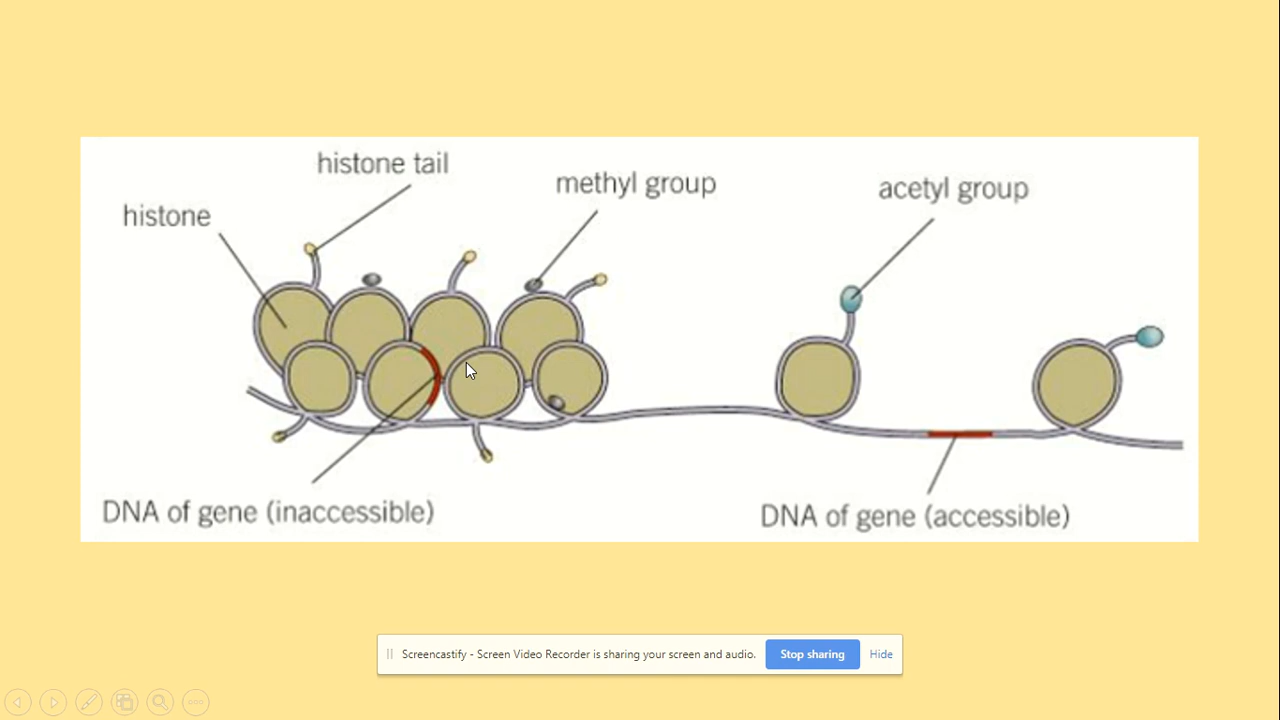 histone tail
methyl group
acetyl group
histone
DNA of gene (inaccessible)
DNA of gene (accessible)
Screencastify - Screen Video Recorder is sharing your screen and audio.
Stop sharing
Hide